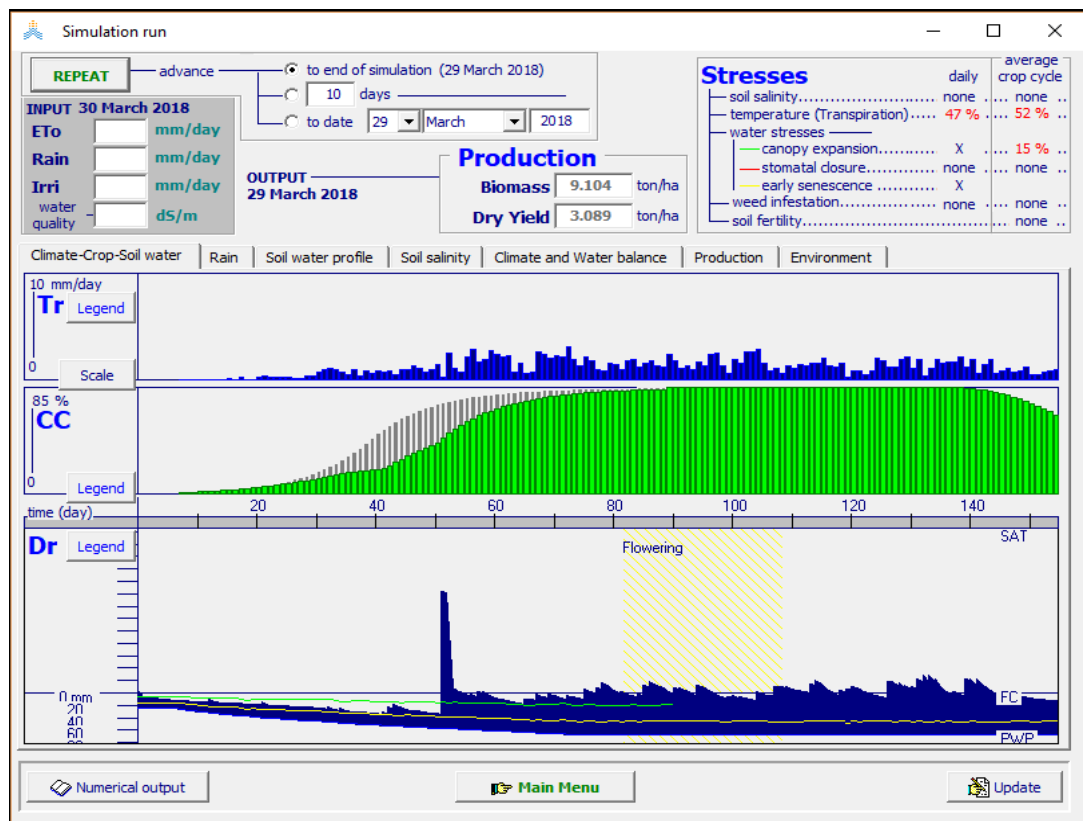 Simulation run
REPEAT
advance
to end of simulation (29 March 2018)
10 days
to date 29 March 2018
INPUT 30 March 2018
ETo mm/day
Rain mm/day
Irri mm/day
water quality dS/m
OUTPUT
29 March 2018
Production
Biomass 9.104 ton/ha
Dry Yield 3.089 ton/ha
Stresses daily average crop cycle
soil salinity none none
temperature (Transpiration) 47 % 52 %
water stresses
canopy expansion X 15 %
stomatal closure none none
early senescence X
weed infestation none none
soil fertility none
Climate-Crop-Soil water Rain Soil water profile Soil salinity Climate and Water balance Production Environment
10 mm/day
Tr Legend
0
Scale
85 %
CC
0
Legend
time (day) 20 40 60 80 100 120 140
Dr Legend
Flowering
SAT
0 mm
FC
20
40
60
80
PWP
Numerical output Main Menu Update